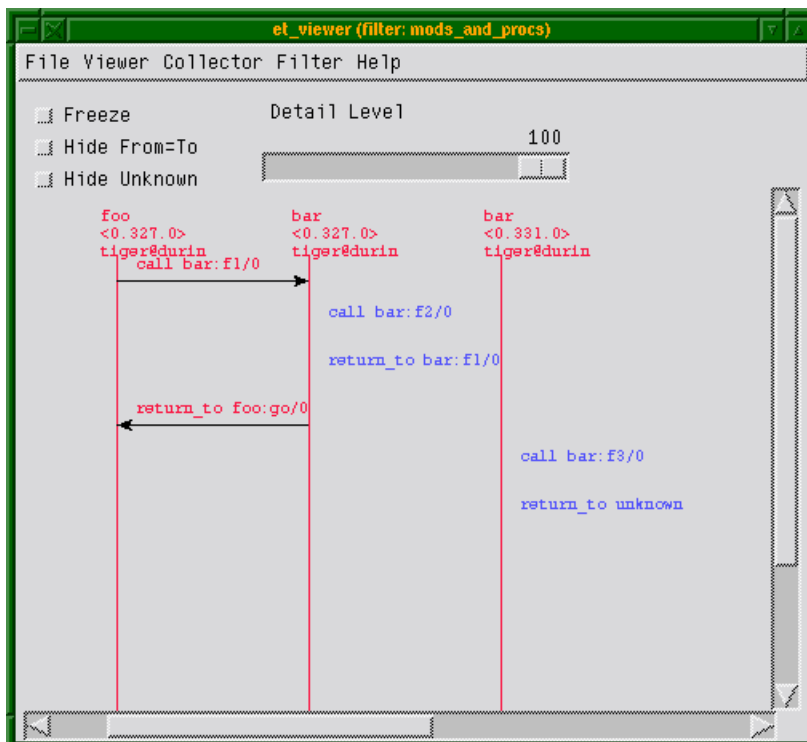 et_viewer (filter: mods_and_procs)
File Viewer Collector Filter Help
Freeze
Detail Level
Hide From=To
100
Hide Unknown
foo
<0.327.0>
tiger@durin
bar
<0.327.0>
tiger@durin
bar
<0.331.0>
tiger@durin
call bar:f1/0
call bar:f2/0
return_to bar:f1/0
return_to foo:go/0
call bar:f3/0
return_to unknown